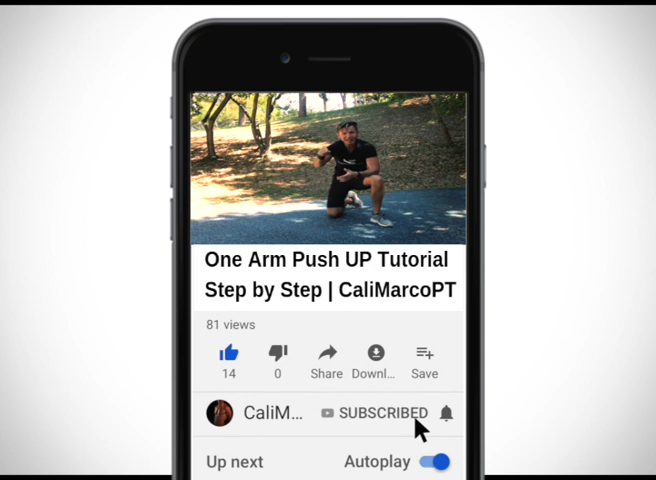 One Arm Push UP Tutorial
Step by Step | CaliMarcoPT
81 views
14 0 Share Downl... Save
CaliM... SUBSCRIBED
Up next Autoplay